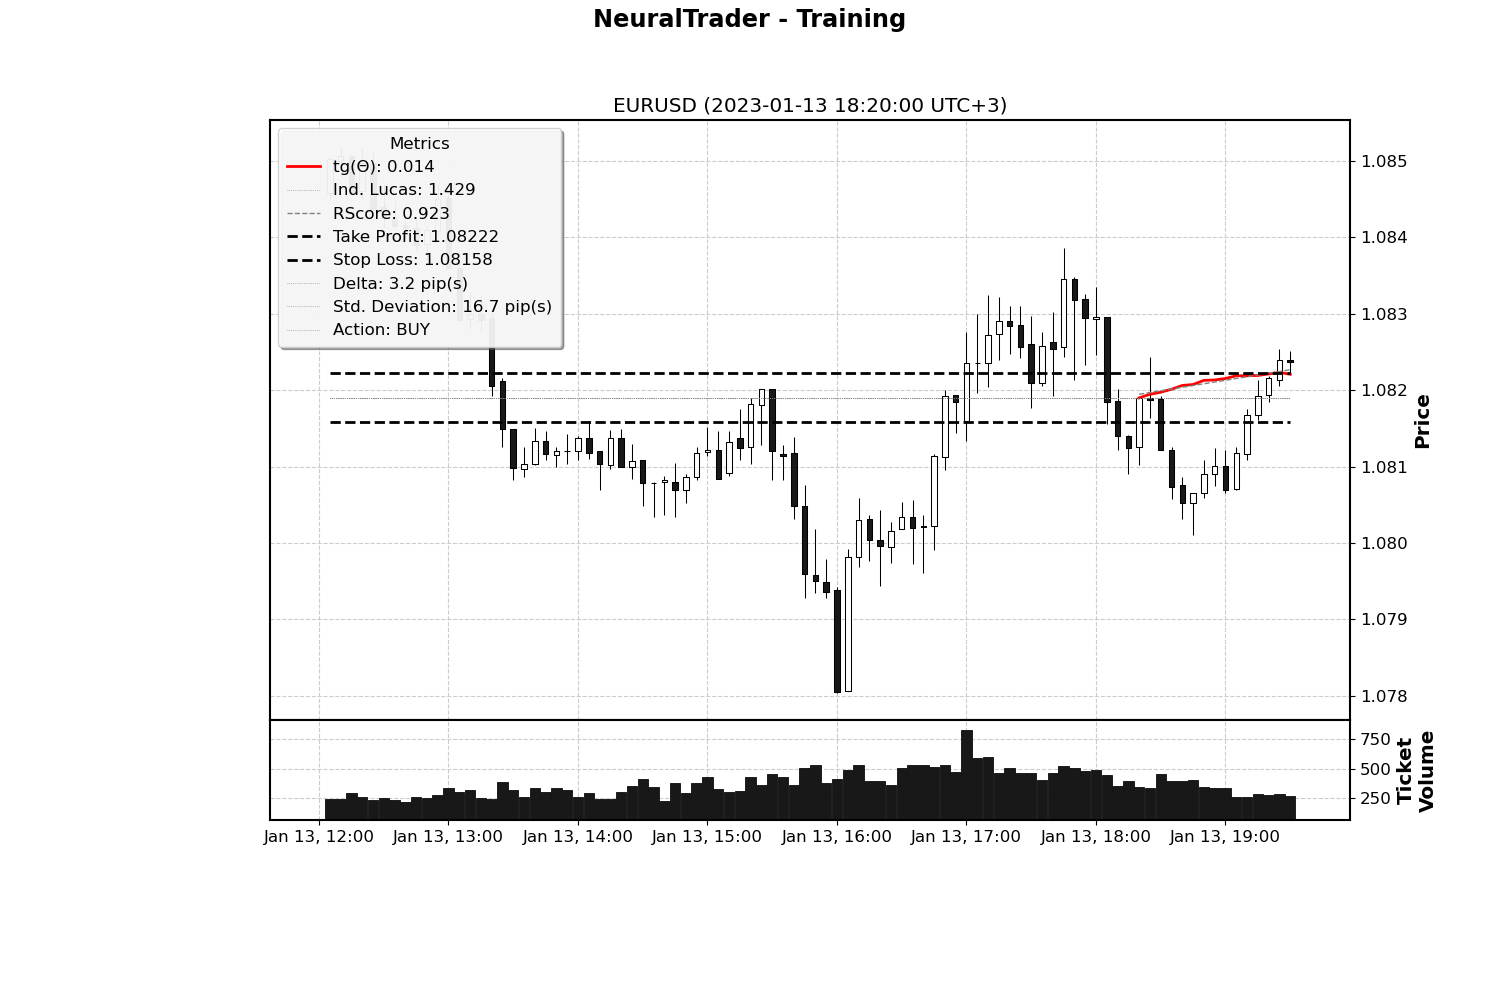 NeuralTrader - Training
EURUSD (2023-01-13 18:20:00 UTC+3)
Metrics
tg(Θ): 0.014
Ind. Lucas: 1.429
RScore: 0.923
Take Profit: 1.08222
Stop Loss: 1.08158
Delta: 3.2 pip(s)
Std. Deviation: 16.7 pip(s)
Action: BUY
1.085
1.084
1.083
1.082
1.081
1.080
1.079
1.078
Price
750
500
250
Ticket
Volume
Jan 13, 12:00
Jan 13, 13:00
Jan 13, 14:00
Jan 13, 15:00
Jan 13, 16:00
Jan 13, 17:00
Jan 13, 18:00
Jan 13, 19:00